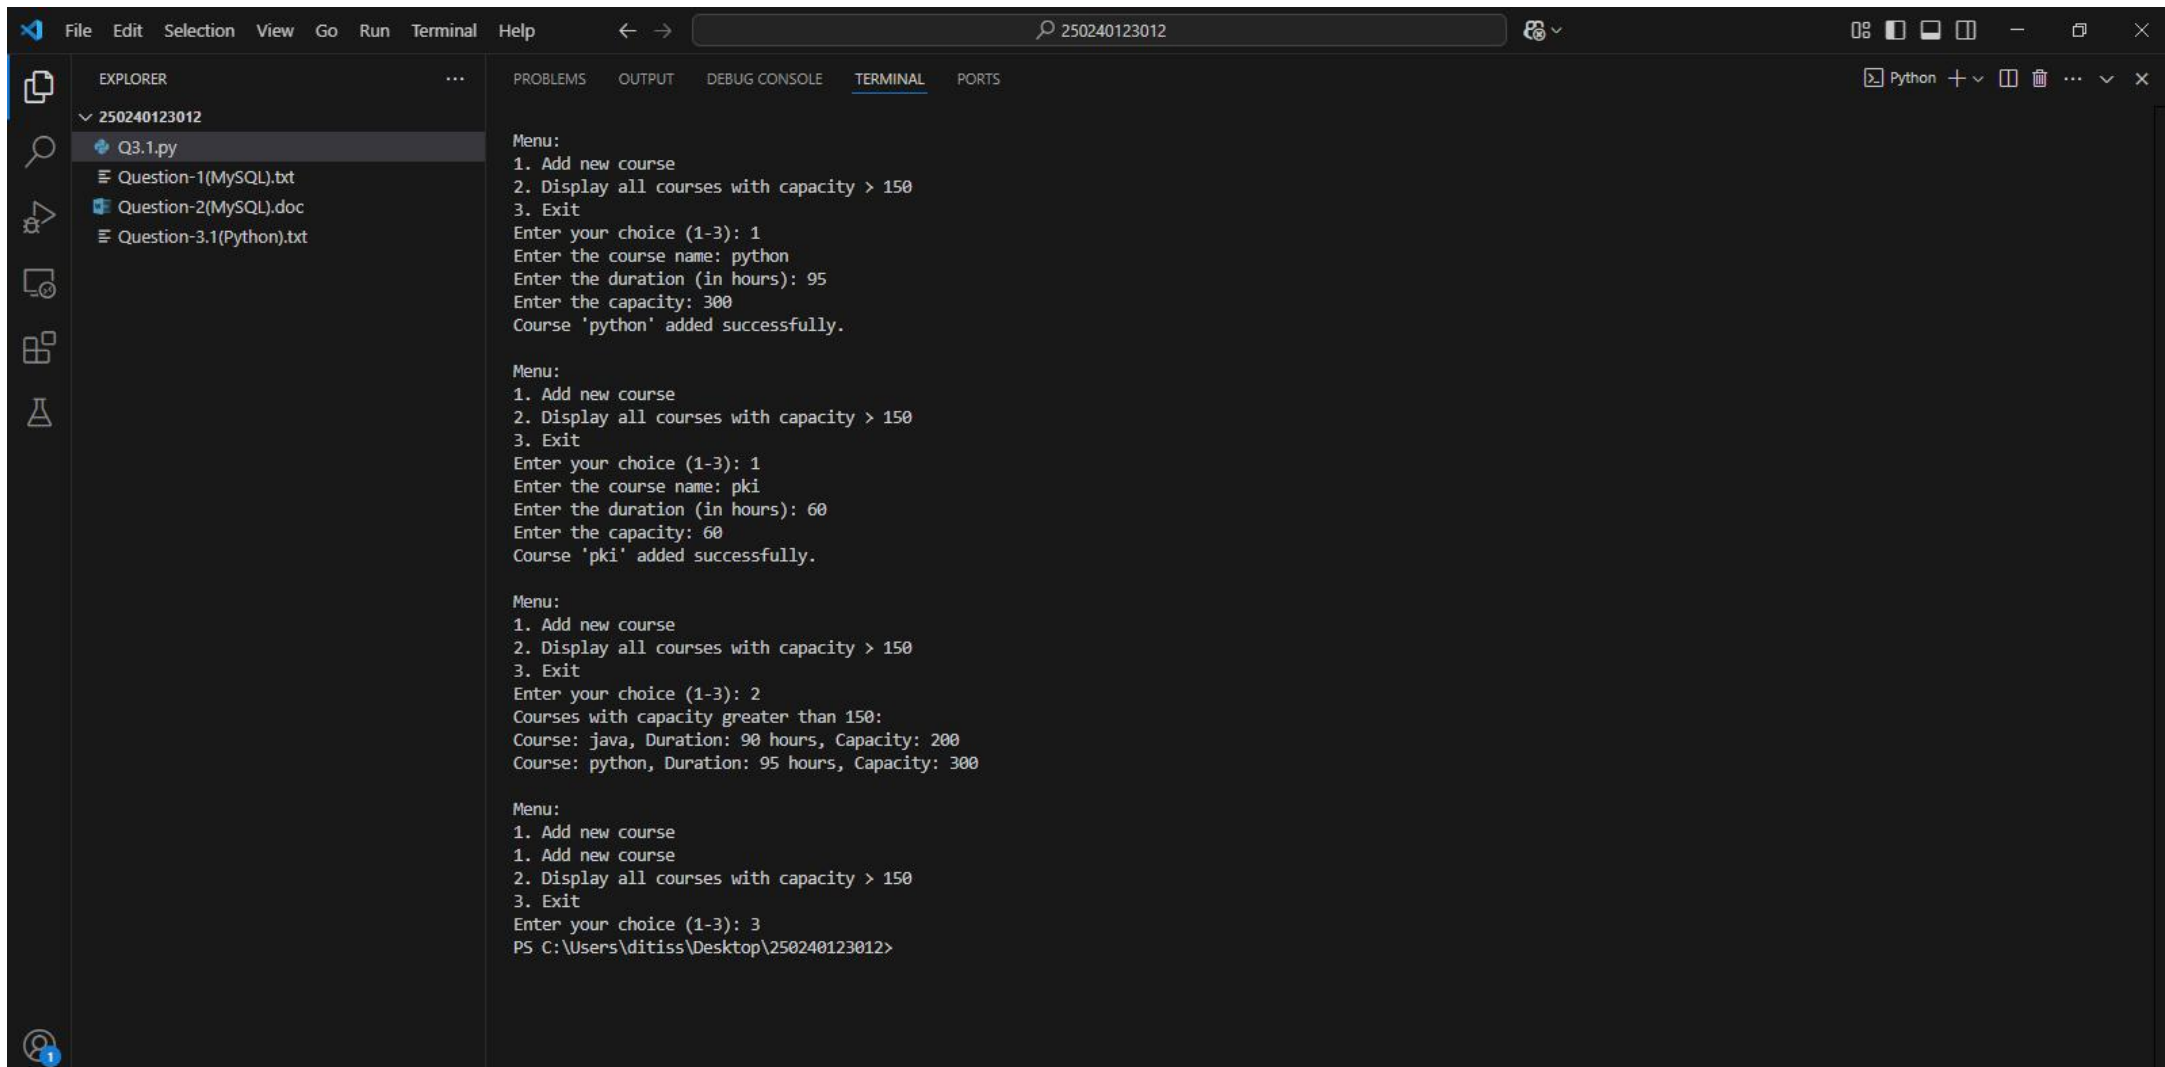 File Edit Selection View Go Run Terminal Help
250240123012
EXPLORER
250240123012
Q3.1.py
Question-1(MySQL).txt
Question-2(MySQL).doc
Question-3.1(Python).txt
PROBLEMS OUTPUT DEBUG CONSOLE TERMINAL PORTS
Python
Menu:
1. Add new course
2. Display all courses with capacity > 150
3. Exit
Enter your choice (1-3): 1
Enter the course name: python
Enter the duration (in hours): 95
Enter the capacity: 300
Course 'python' added successfully.
Menu:
1. Add new course
2. Display all courses with capacity > 150
3. Exit
Enter your choice (1-3): 1
Enter the course name: pki
Enter the duration (in hours): 60
Enter the capacity: 60
Course 'pki' added successfully.
Menu:
1. Add new course
2. Display all courses with capacity > 150
3. Exit
Enter your choice (1-3): 2
Courses with capacity greater than 150:
Course: java, Duration: 90 hours, Capacity: 200
Course: python, Duration: 95 hours, Capacity: 300
Menu:
1. Add new course
1. Add new course
2. Display all courses with capacity > 150
3. Exit
Enter your choice (1-3): 3
PS C:\Users\ditiss\Desktop\250240123012>
1